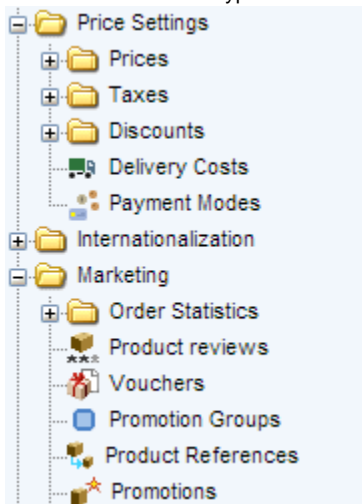 Price Settings
Prices
Taxes
Discounts
Delivery Costs
Payment Modes
Internationalization
Marketing
Order Statistics
Product reviews
Vouchers
Promotion Groups
Product References
Promotions